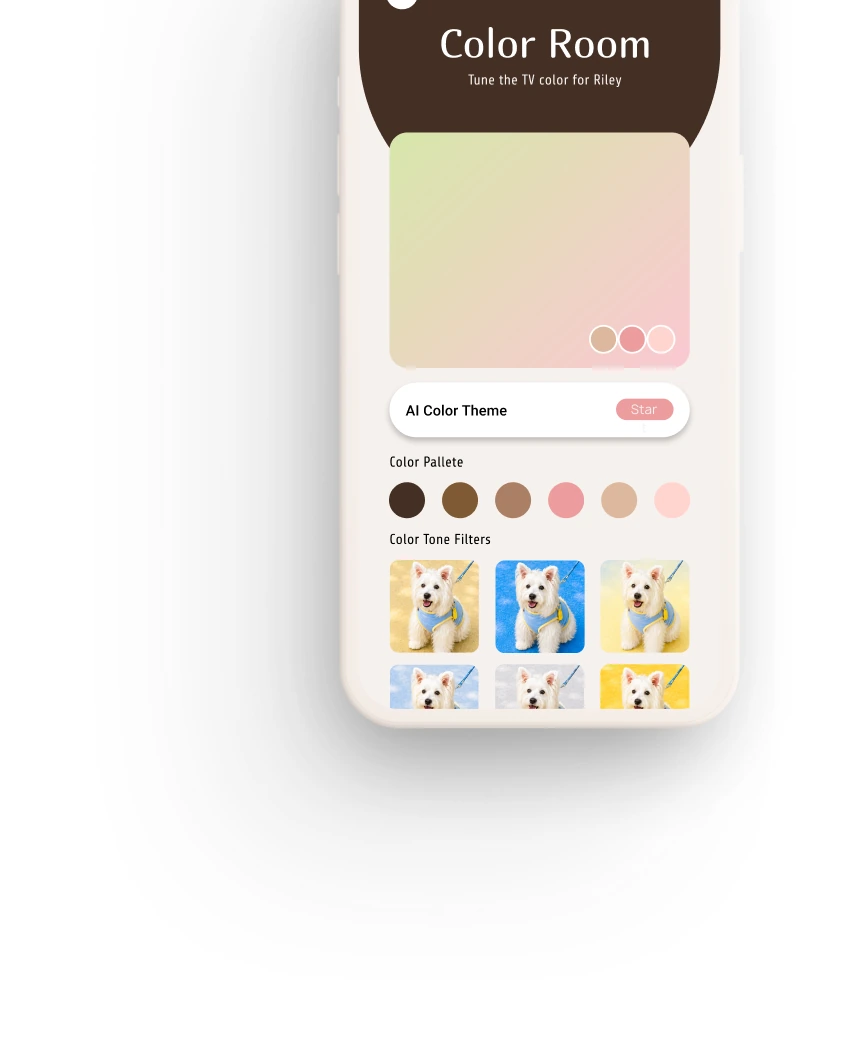 Color Room
Tune the TV color for Riley
AI Color Theme
Star
Color Pallete
Color Tone Filters